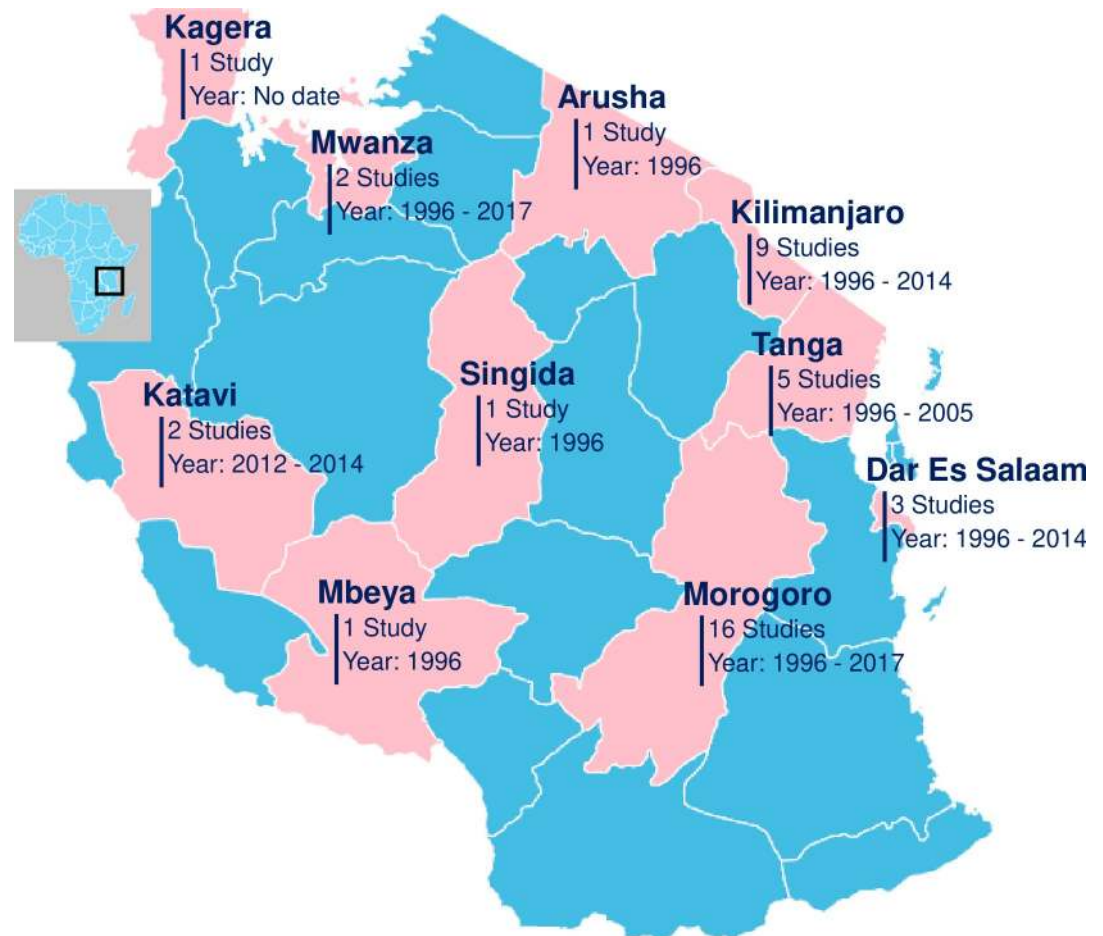 Kagera
1 Study
Year: No date
Arusha
1 Study
Year: 1996
Mwanza
2 Studies
Year: 1996 - 2017
Kilimanjaro
9 Studies
Year: 1996 - 2014
Tanga
5 Studies
Year: 1996 - 2005
Singida
1 Study
Year: 1996
Katavi
2 Studies
Year: 2012 - 2014
Dar Es Salaam
3 Studies
Year: 1996 - 2014
Mbeya
1 Study
Year: 1996
Morogoro
16 Studies
Year: 1996 - 2017